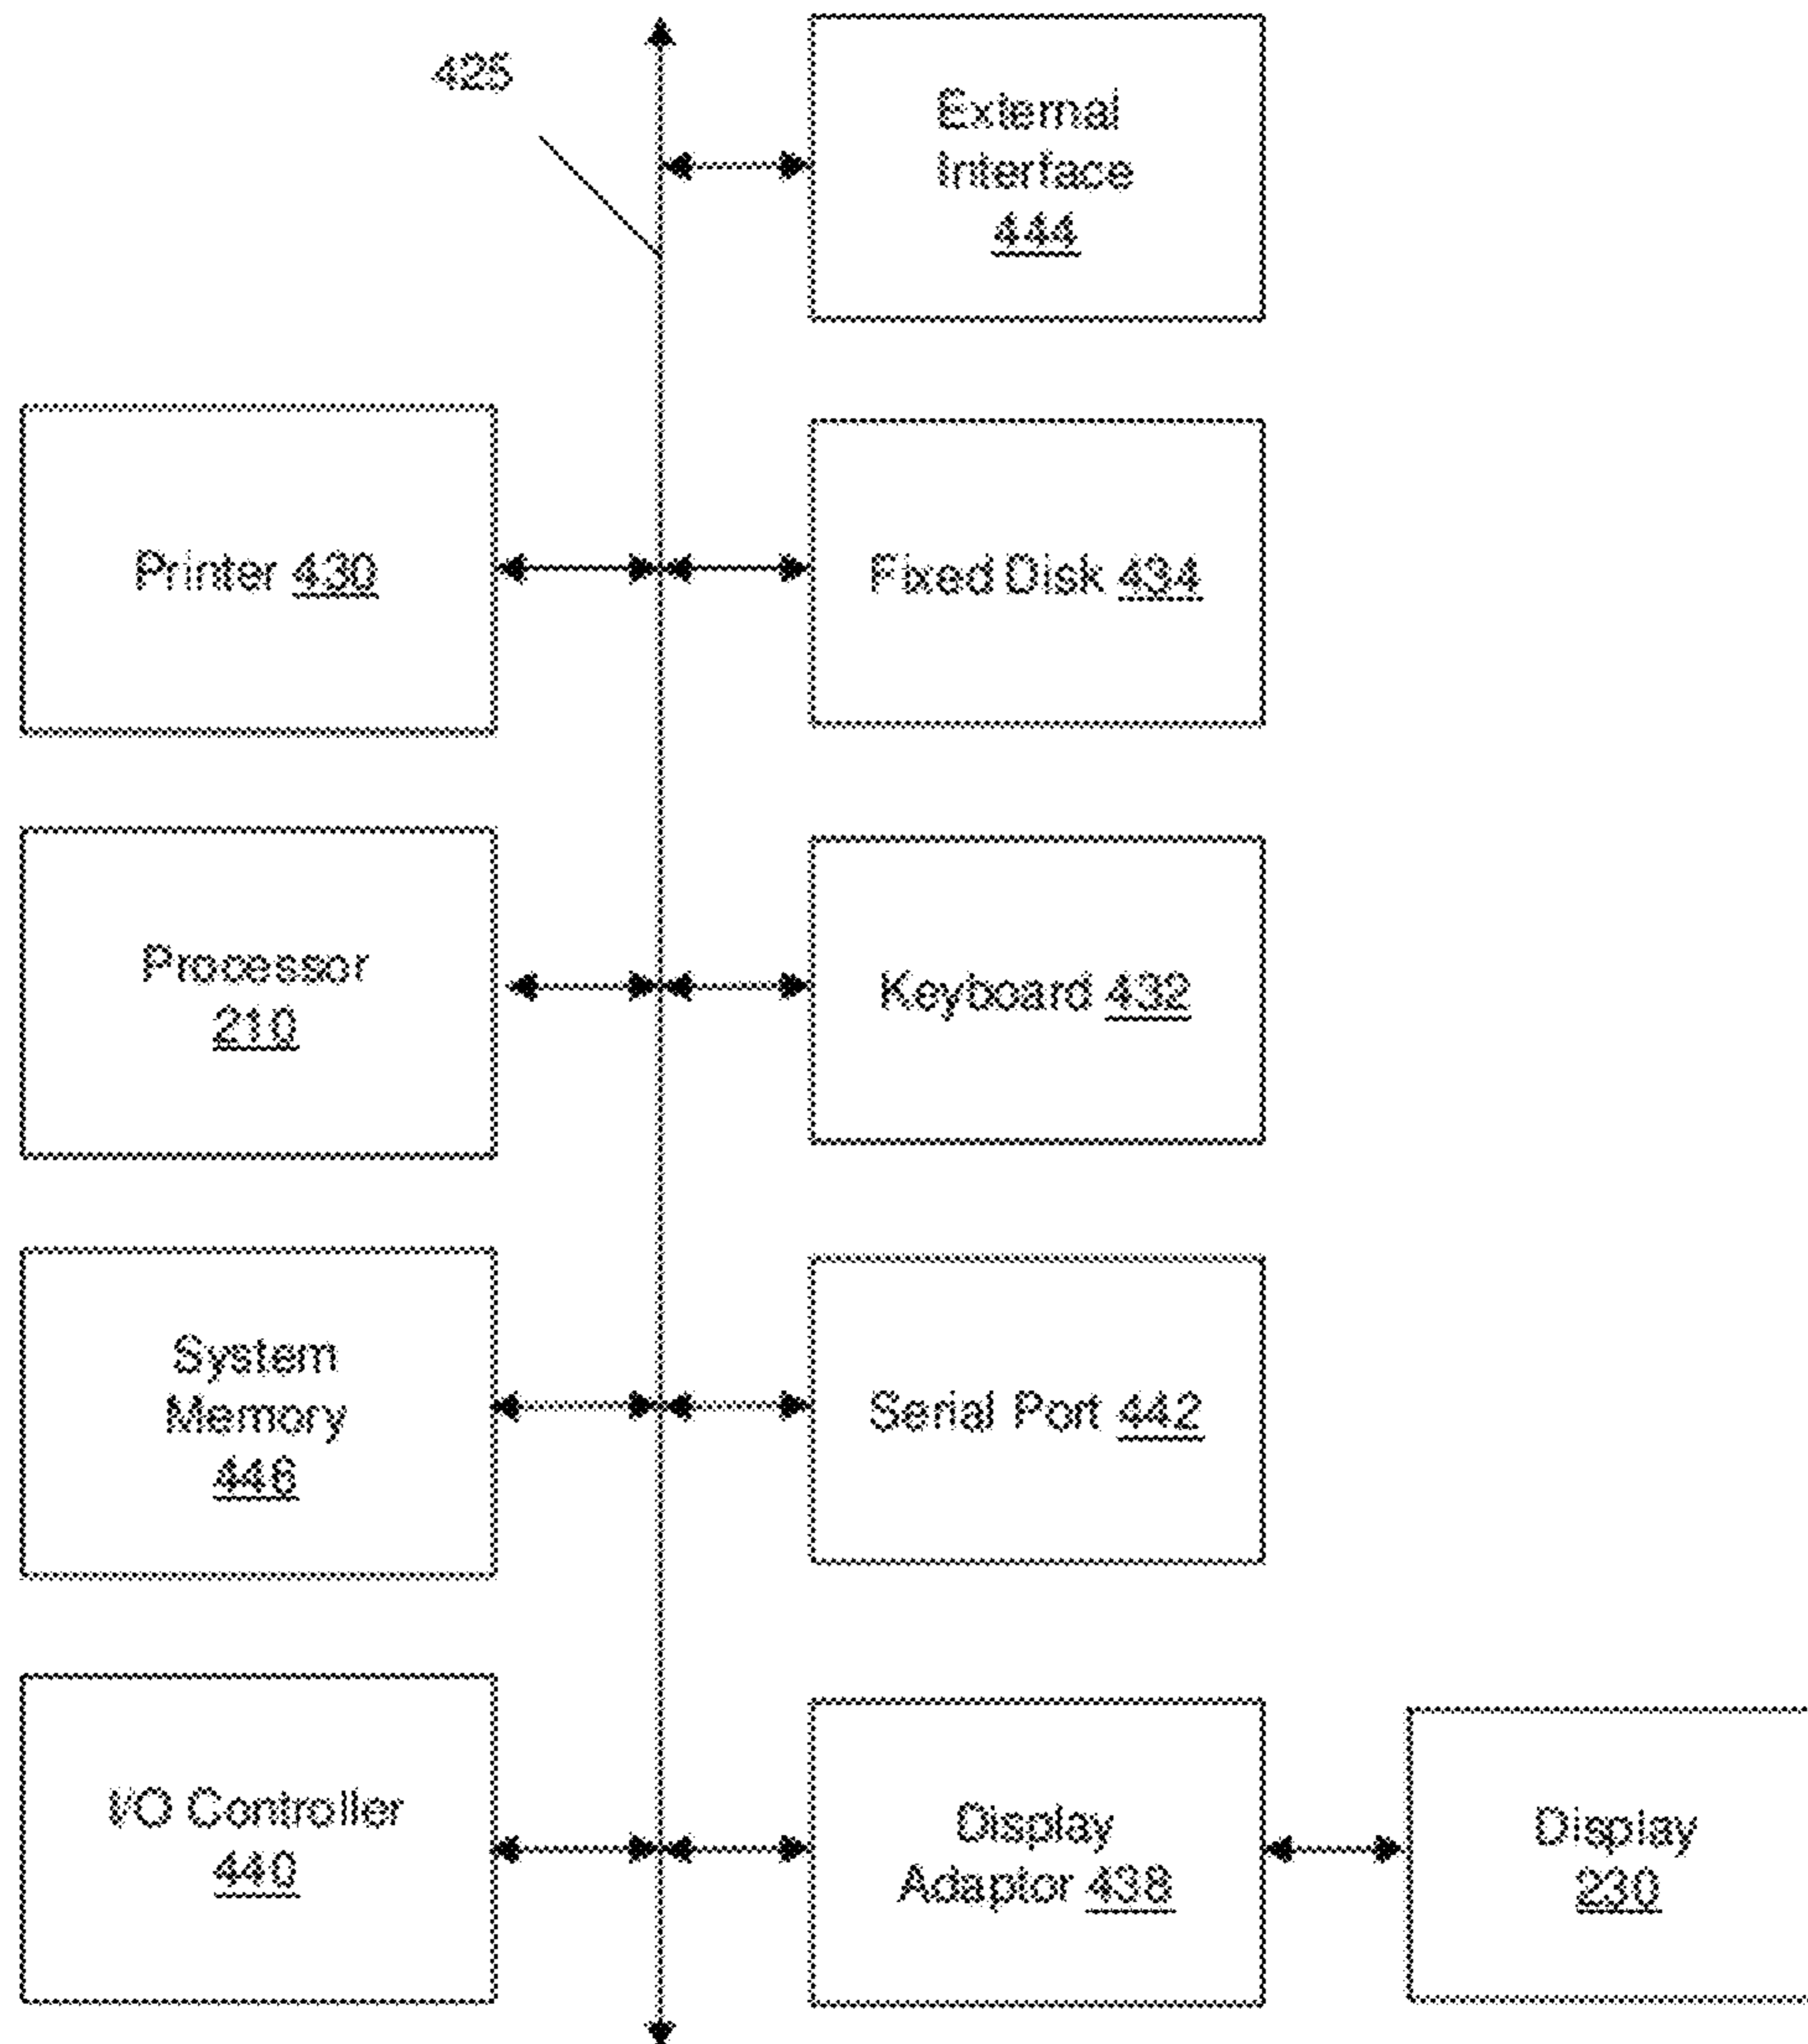 425
External
Interface
444
Printer 430
Fixed Disk 434
Processor
210
Keyboard 432
System
Memory
446
Serial Port 442
I/O Controller
440
Display
Adaptor 438
Display
230